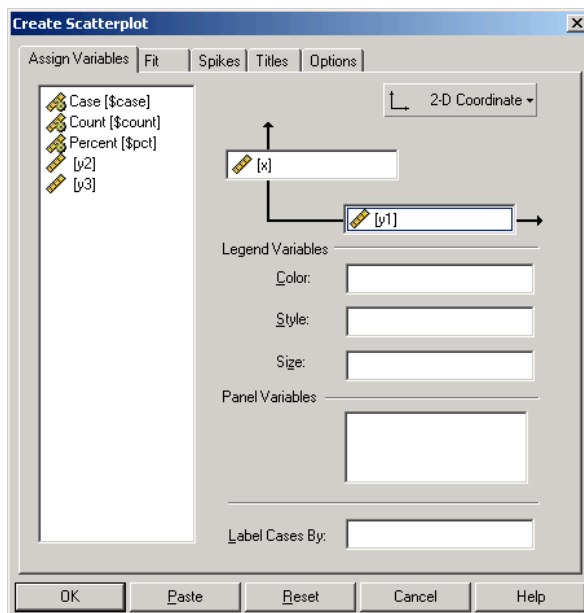 Create Scatterplot
Assign Variables Fit Spikes Titles Options
Case [$case]
Count [$count]
Percent [$pct]
[y2]
[y3]
2-D Coordinate
[x]
[y1]
Legend Variables
Color:
Style:
Size:
Panel Variables
Label Cases By:
OK Paste Reset Cancel Help